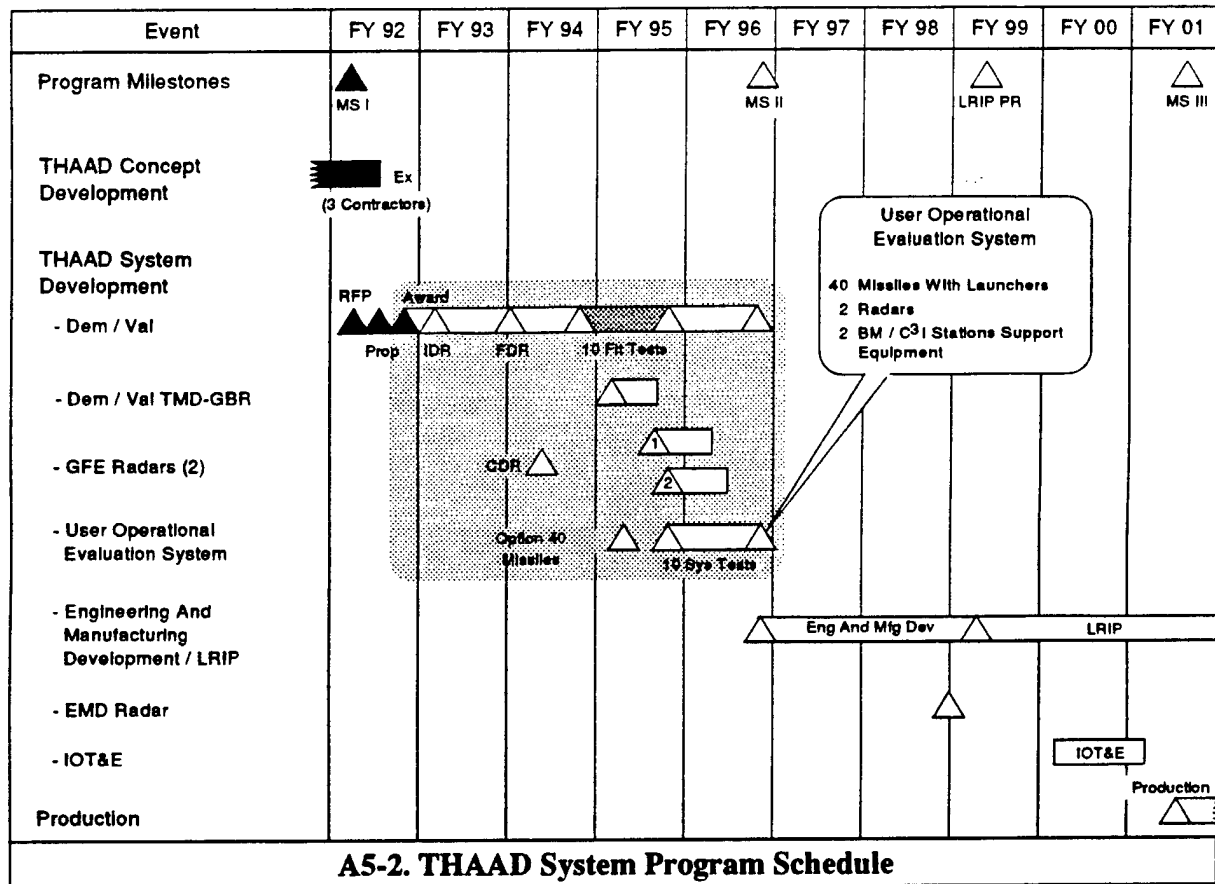 Event FY 92 FY 93 FY 94 FY 95 FY 96 FY 97 FY 98 FY 99 FY 00 FY 01
Program Milestones
MS I MS II LRIP PR MS III
THAAD Concept
Development
Ex
(3 Contractors)
User Operational
Evaluation System
40 Missiles With Launchers
2 Radars
2 BM / C³I Stations Support
Equipment
THAAD System
Development
RFP Award
- Dem / Val
Prop IDR FDR 10 Flt Tests
- Dem / Val TMD-GBR
1
- GFE Radars (2)
CDR
2
- User Operational
Evaluation System
Option 40
Missiles
10 Sys Tests
- Engineering And
Manufacturing
Development / LRIP
Eng And Mfg Dev LRIP
- EMD Radar
- IOT&E
IOT&E
Production
Production
A5-2. THAAD System Program Schedule